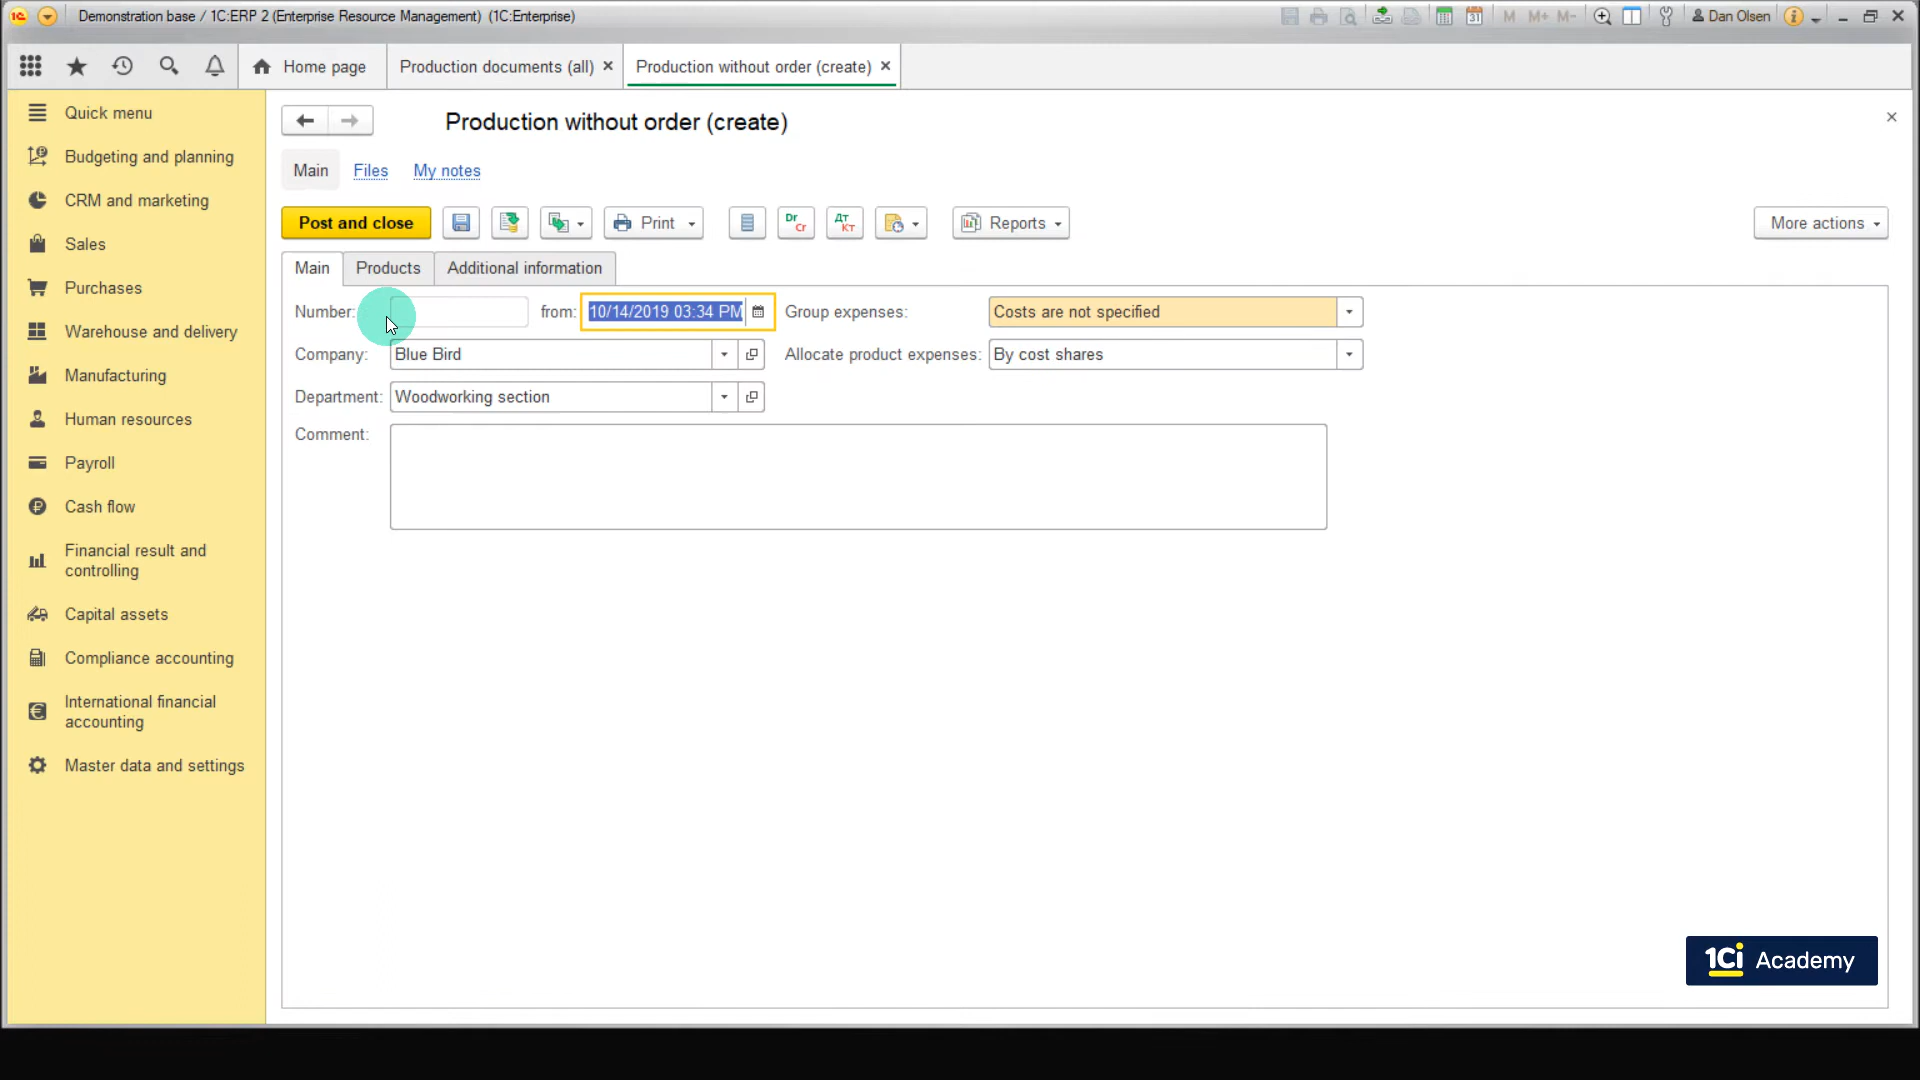 Demonstration base / 1C:ERP 2 (Enterprise Resource Management) (1C:Enterprise)
31
M M+ M-
Dan Olsen
Home page
Production documents (all)
Production without order (create)
Quick menu
Budgeting and planning
CRM and marketing
Sales
Purchases
Warehouse and delivery
Manufacturing
Human resources
Payroll
Cash flow
Financial result and
controlling
Capital assets
Compliance accounting
International financial
accounting
Master data and settings
Production without order (create)
Main Files My notes
Post and close
Print
Dr
Cr
Дт
Кт
Reports
More actions
Main Products Additional information
Number:
from: 10/14/2019 03:34 PM
Group expenses: Costs are not specified
Company: Blue Bird
Allocate product expenses: By cost shares
Department: Woodworking section
Comment:
1Ci Academy